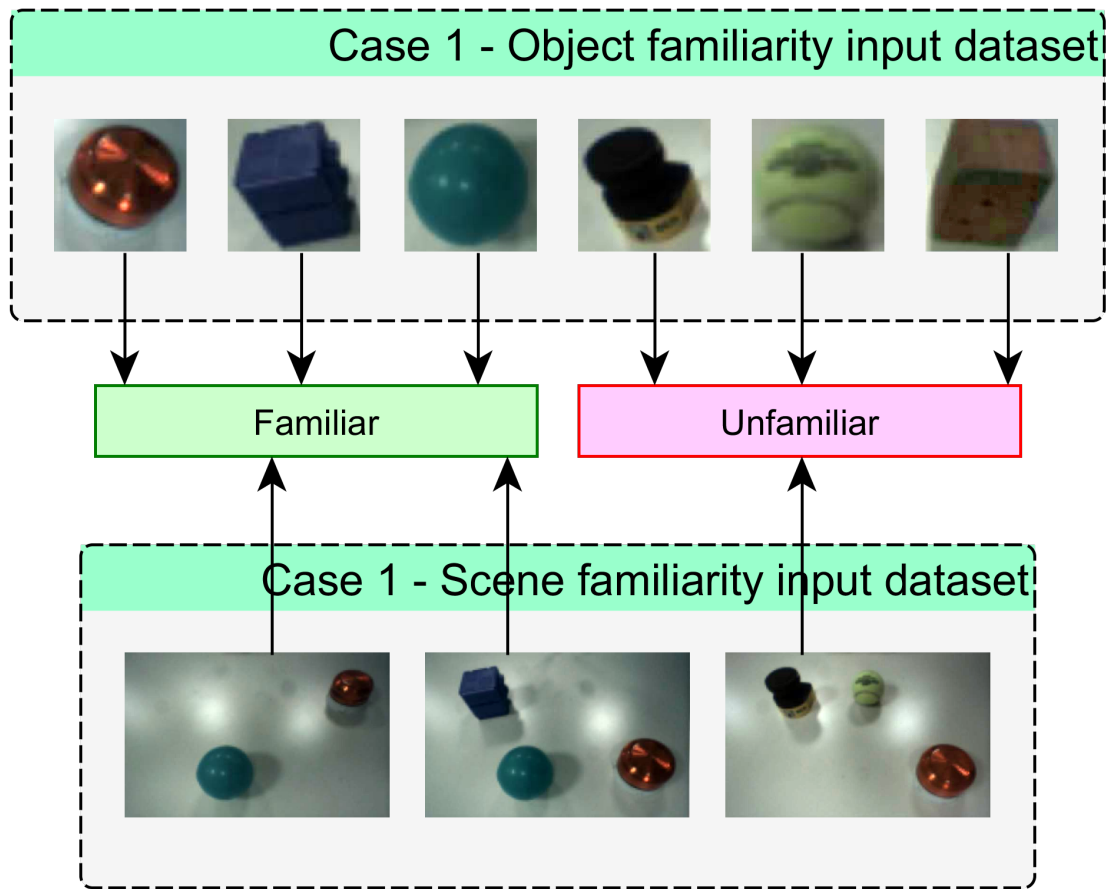 Case 1 - Object familiarity input dataset
Familiar
Unfamiliar
Case 1 - Scene familiarity input dataset